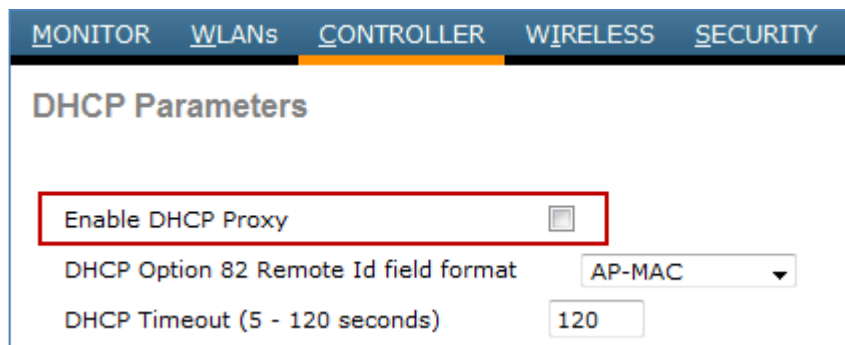 MONITOR WLANs CONTROLLER WIRELESS SECURITY
DHCP Parameters
Enable DHCP Proxy
DHCP Option 82 Remote Id field format AP-MAC
DHCP Timeout (5 - 120 seconds) 120